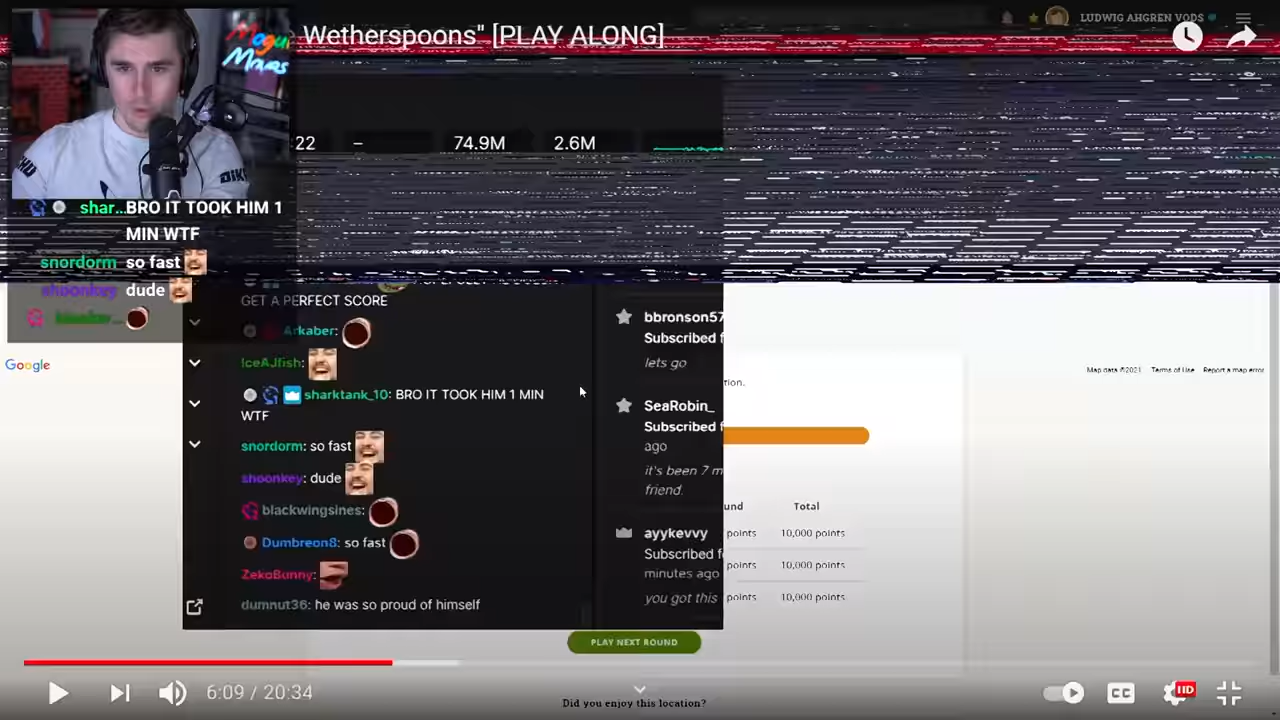 Wetherspoons" [PLAY ALONG]
LUDWIG AHGREN VODS
Mogul
Moves
22 – 74.9M 2.6M
shar...BRO IT TOOK HIM 1
MIN WTF
snordorm so fast
shoonkey dude
GET A PERFECT SCORE
Arkaber:
IceAJfish:
sharktank_10: BRO IT TOOK HIM 1 MIN
WTF
snordorm: so fast
shoonkey: dude
blackwingsines:
Dumbreon8: so fast
ZekoBunny:
dumnut36: he was so proud of himself
bbronson57
Subscribed f
lets go
SeaRobin_
Subscribed f
ago
it's been 7 m
friend.
ayykevvy
Subscribed f
minutes ago
you got this
Google
Map data ©2021 Terms of Use Report a map error
tion.
und Total
points 10,000 points
points 10,000 points
points 10,000 points
PLAY NEXT ROUND
6:09 / 20:34
Did you enjoy this location?
CC
HD